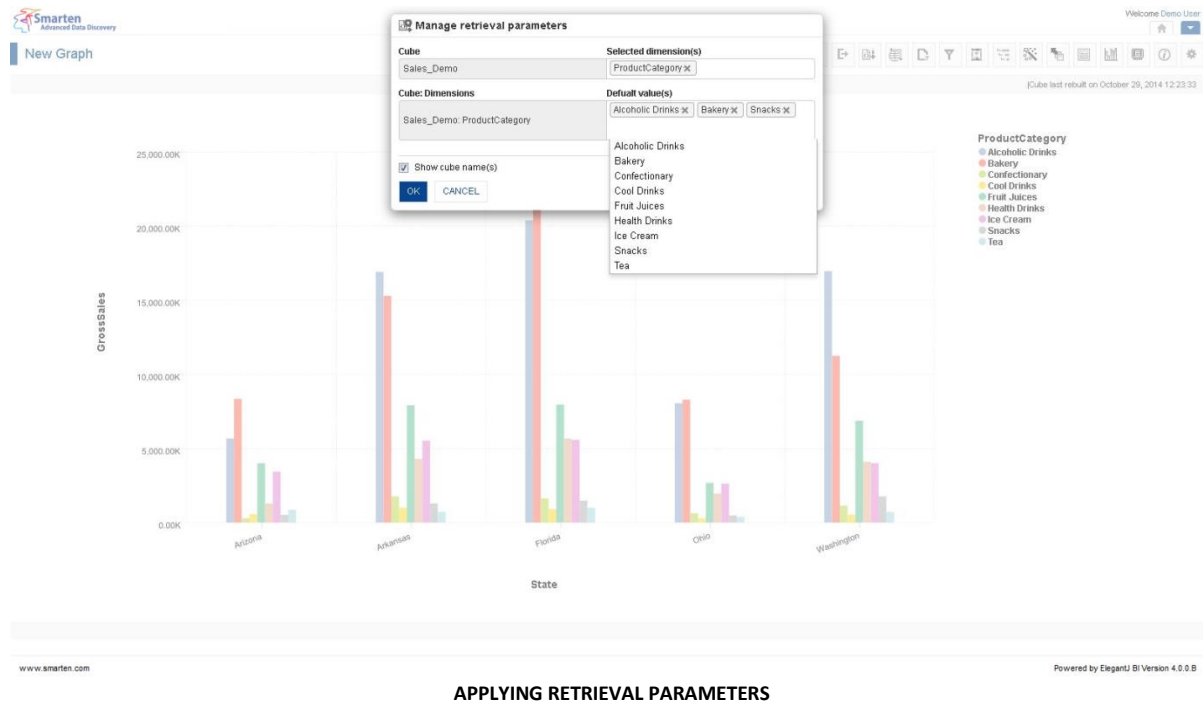 Smarten
Advanced Data Discovery
Welcome Demo User
New Graph
Manage retrieval parameters
Cube
Selected dimension(s)
Sales_Demo
ProductCategory
Cube: Dimensions
Defualt value(s)
Sales_Demo: ProductCategory
Alcoholic Drinks Bakery Snacks
Alcoholic Drinks
Bakery
Confectionary
Cool Drinks
Fruit Juices
Health Drinks
Ice Cream
Snacks
Tea
Show cube name(s)
OK CANCEL
jCube last rebuilt on October 29, 2014 12:23:33
ProductCategory
Alcoholic Drinks
Bakery
Confectionary
Cool Drinks
Fruit Juices
Health Drinks
Ice Cream
Snacks
Tea
GrossSales
25,000.00K
20,000.00K
15,000.00K
10,000.00K
5,000.00K
0.00K
Arizona
Arkansas
Florida
Ohio
Washington
State
www.smarten.com
Powered by ElegantJ BI Version 4.0.0.B
APPLYING RETRIEVAL PARAMETERS